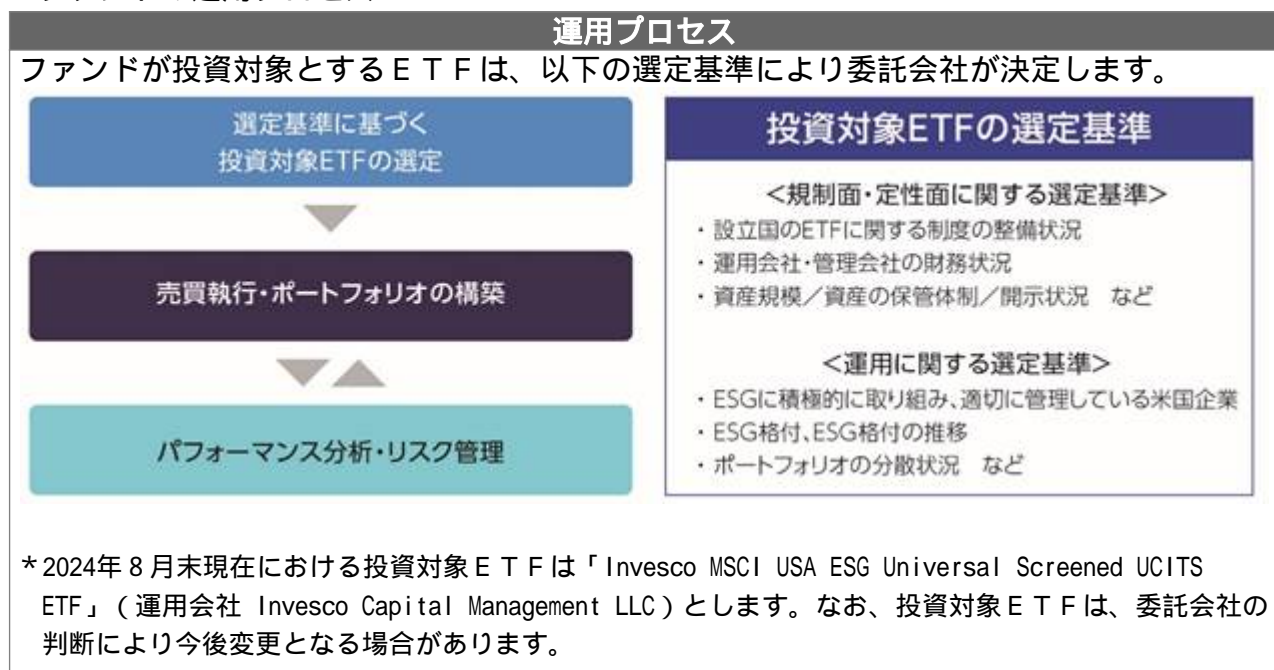 運用プロセス
ファンドが投資対象とするＥＴＦは、以下の選定基準により委託会社が決定します。
選定基準に基づく
投資対象ETFの選定
売買執行・ポートフォリオの構築
パフォーマンス分析・リスク管理
投資対象ETFの選定基準
＜規制面・定性面に関する選定基準＞
・設立国のETFに関する制度の整備状況
・運用会社・管理会社の財務状況
・資産規模／資産の保管体制／開示状況　など
＜運用に関する選定基準＞
・ESGに積極的に取り組み、適切に管理している米国企業
・ESG格付、ESG格付の推移
・ポートフォリオの分散状況　など
＊2024年８月末現在における投資対象ＥＴＦは「Invesco MSCI USA ESG Universal Screened UCITS
ETF」（運用会社 Invesco Capital Management LLC）とします。なお、投資対象ＥＴＦは、委託会社の
判断により今後変更となる場合があります。